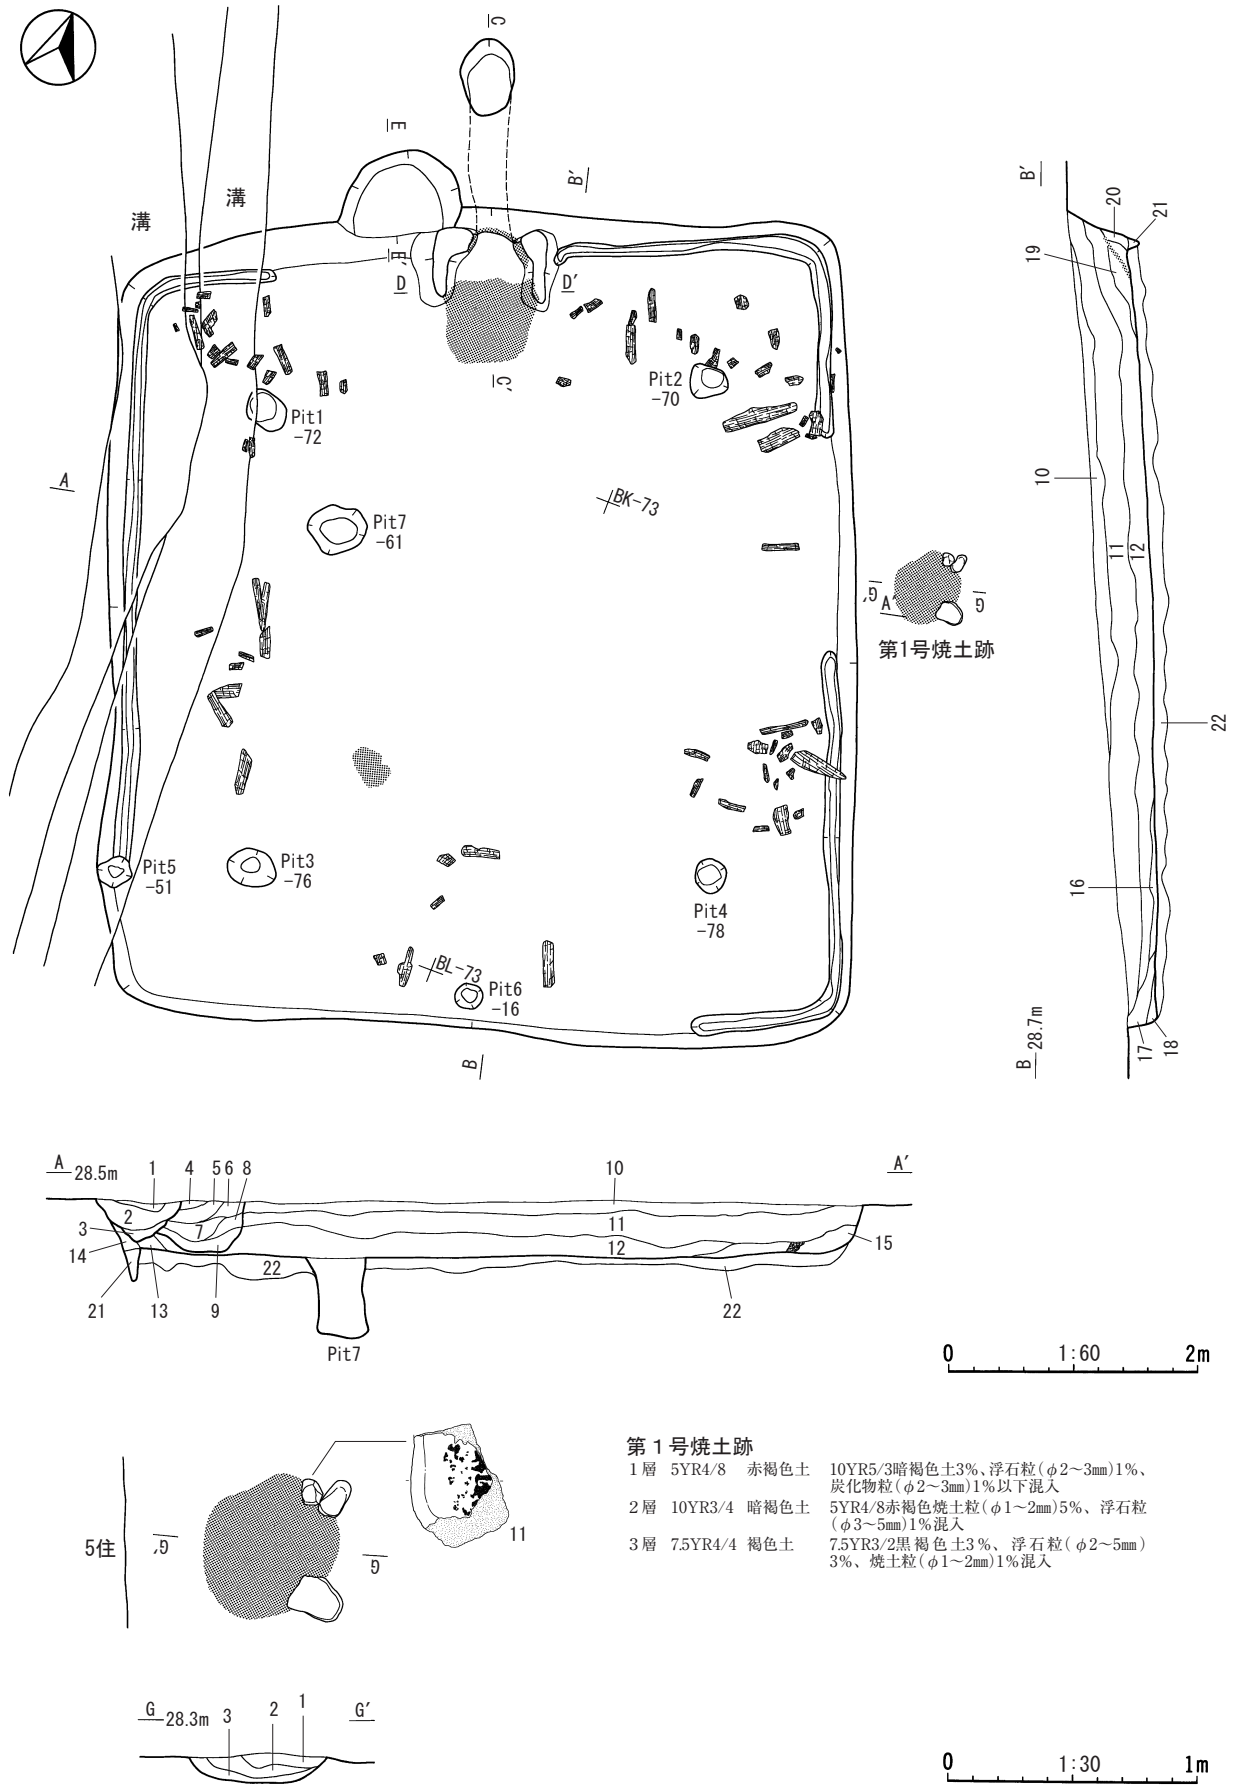 C
E
B′
溝
溝
E′
D
D′
C′
Pit2
-70
Pit1
-72
A
BK-73
Pit7
-61
G′
A′
G
第1号焼土跡
Pit5
-51
Pit3
-76
Pit4
-78
BL-73
Pit6
-16
B
B′
20
21
19
10
11
12
22
16
B 28.7m
17
18
A 28.5m
1
4
5
6
8
10
A′
2
3
7
11
14
12
15
22
21
13
9
22
Pit7
0
1:60
2m
5住
G′
G
11
第1号焼土跡
1層 5YR4/8 赤褐色土 10YR5/3暗褐色土3%、浮石粒(φ2〜3㎜)1%、
炭化物粒(φ2〜3㎜)1%以下混入
2層 10YR3/4 暗褐色土 5YR4/8赤褐色焼土粒(φ1〜2㎜)5%、浮石粒
(φ3〜5㎜)1%混入
3層 7.5YR4/4 褐色土 7.5YR3/2黒褐色土3%、浮石粒(φ2〜5㎜)
3%、焼土粒(φ1〜2㎜)1%混入
G 28.3m
3
2
1
G′
0
1:30
1m